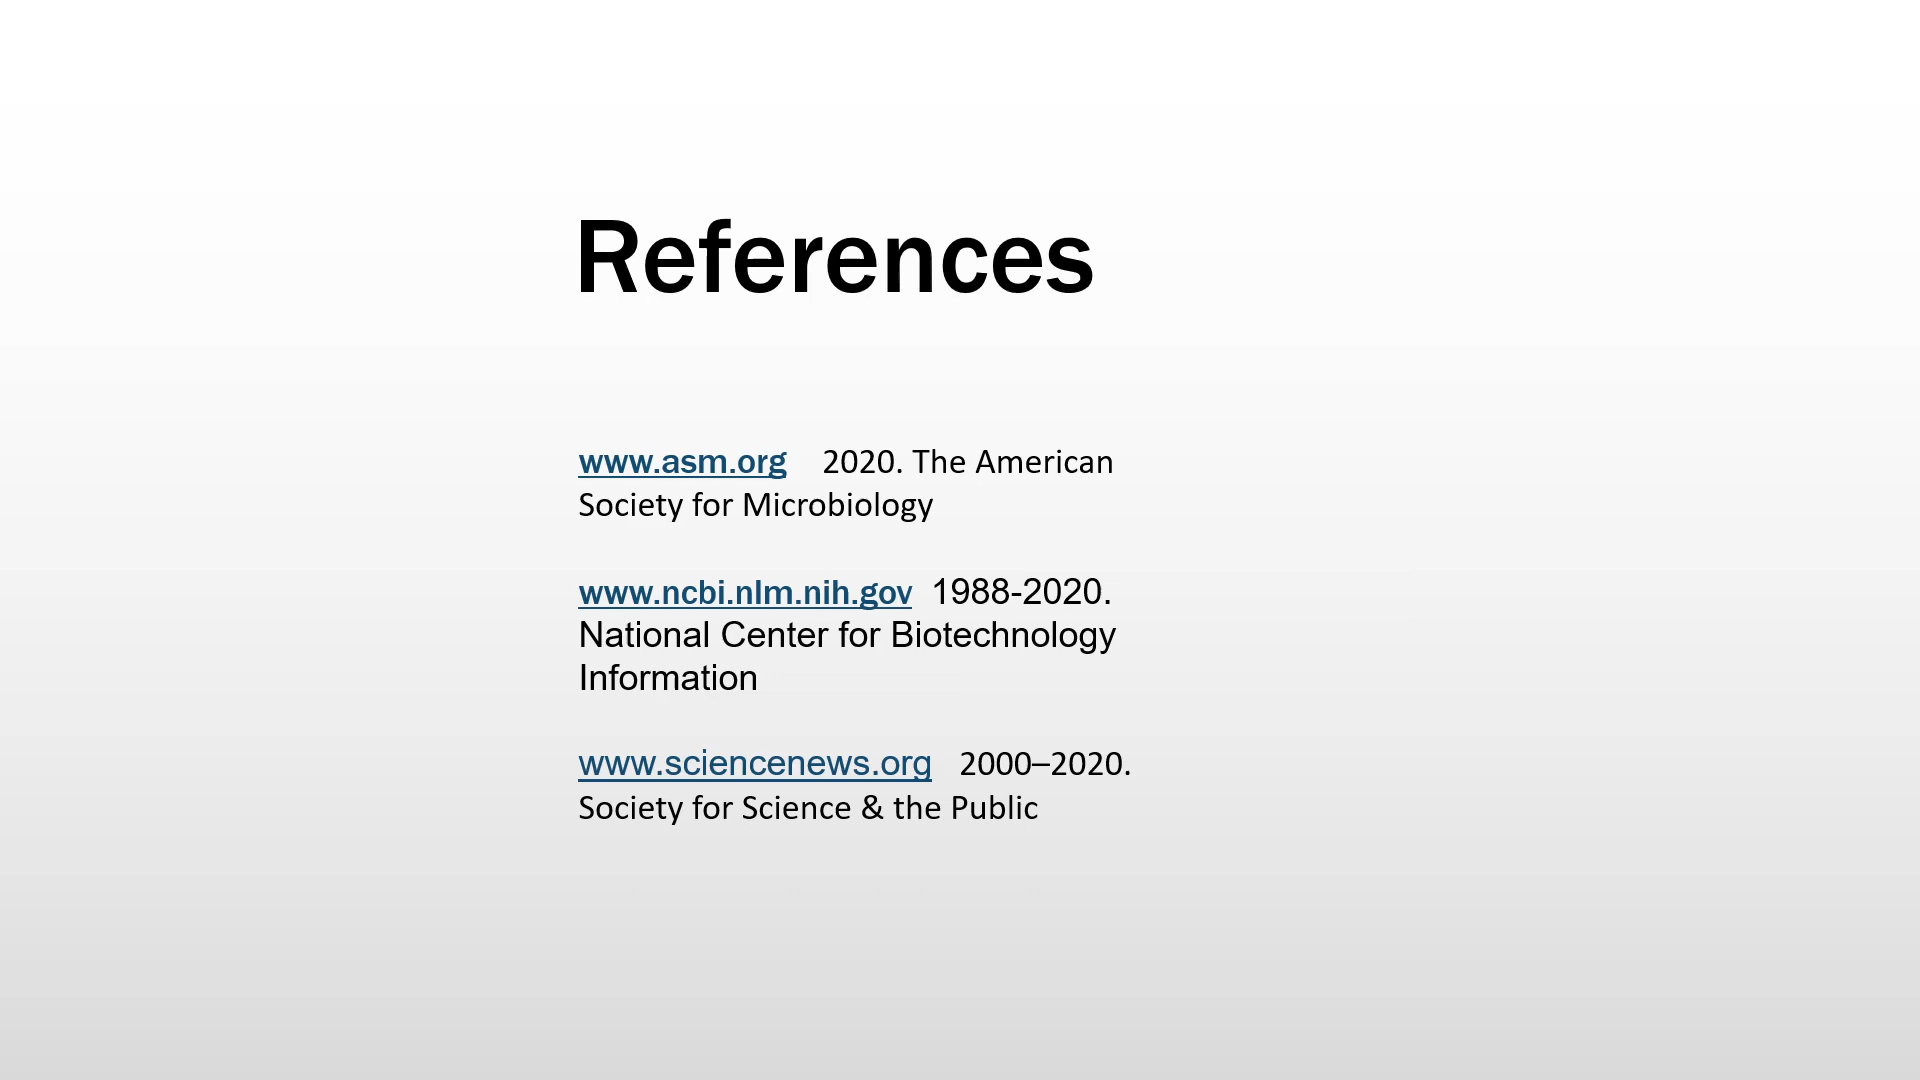 References
www.asm.org 2020. The American
Society for Microbiology
www.ncbi.nlm.nih.gov 1988-2020.
National Center for Biotechnology
Information
www.sciencenews.org 2000–2020.
Society for Science & the Public